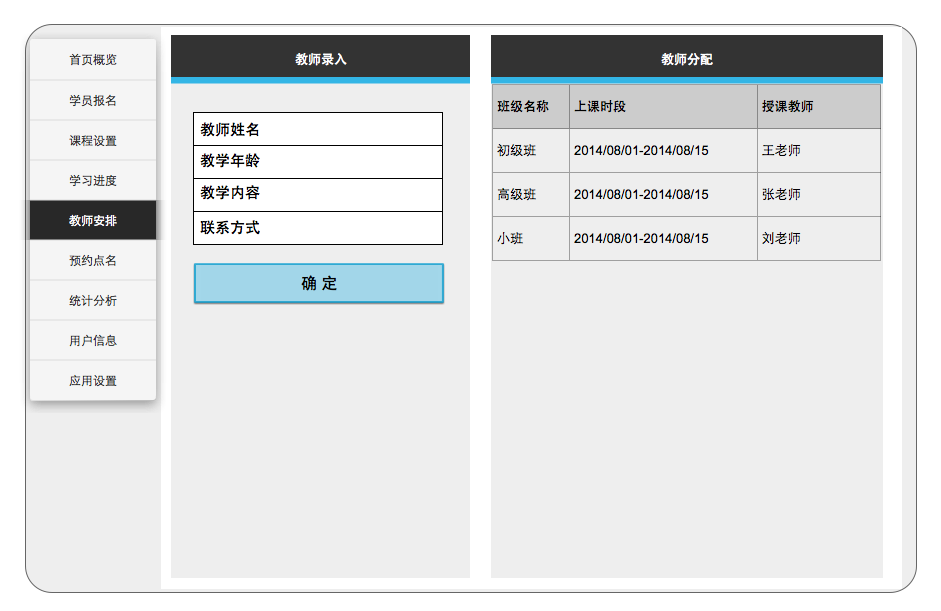 首页概览
学员报名
课程设置
学习进度
教师安排
预约点名
统计分析
用户信息
应用设置
教师录入
教师姓名
教学年龄
教学内容
联系方式
确 定
教师分配
班级名称 上课时段 授课教师
初级班 2014/08/01-2014/08/15 王老师
高级班 2014/08/01-2014/08/15 张老师
小班 2014/08/01-2014/08/15 刘老师